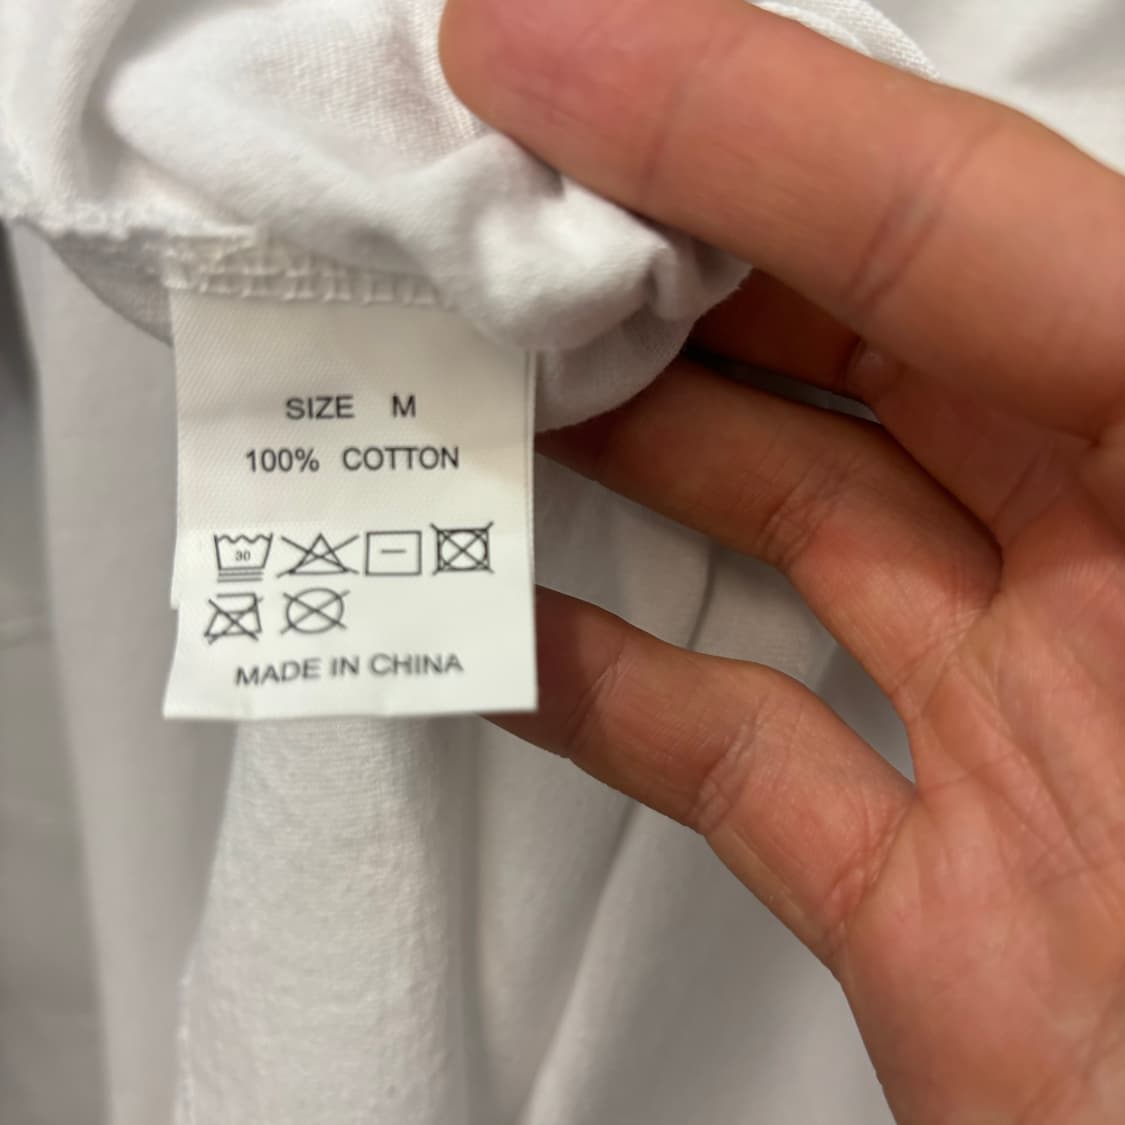 SIZE M
100% COTTON
30
MADE IN CHINA